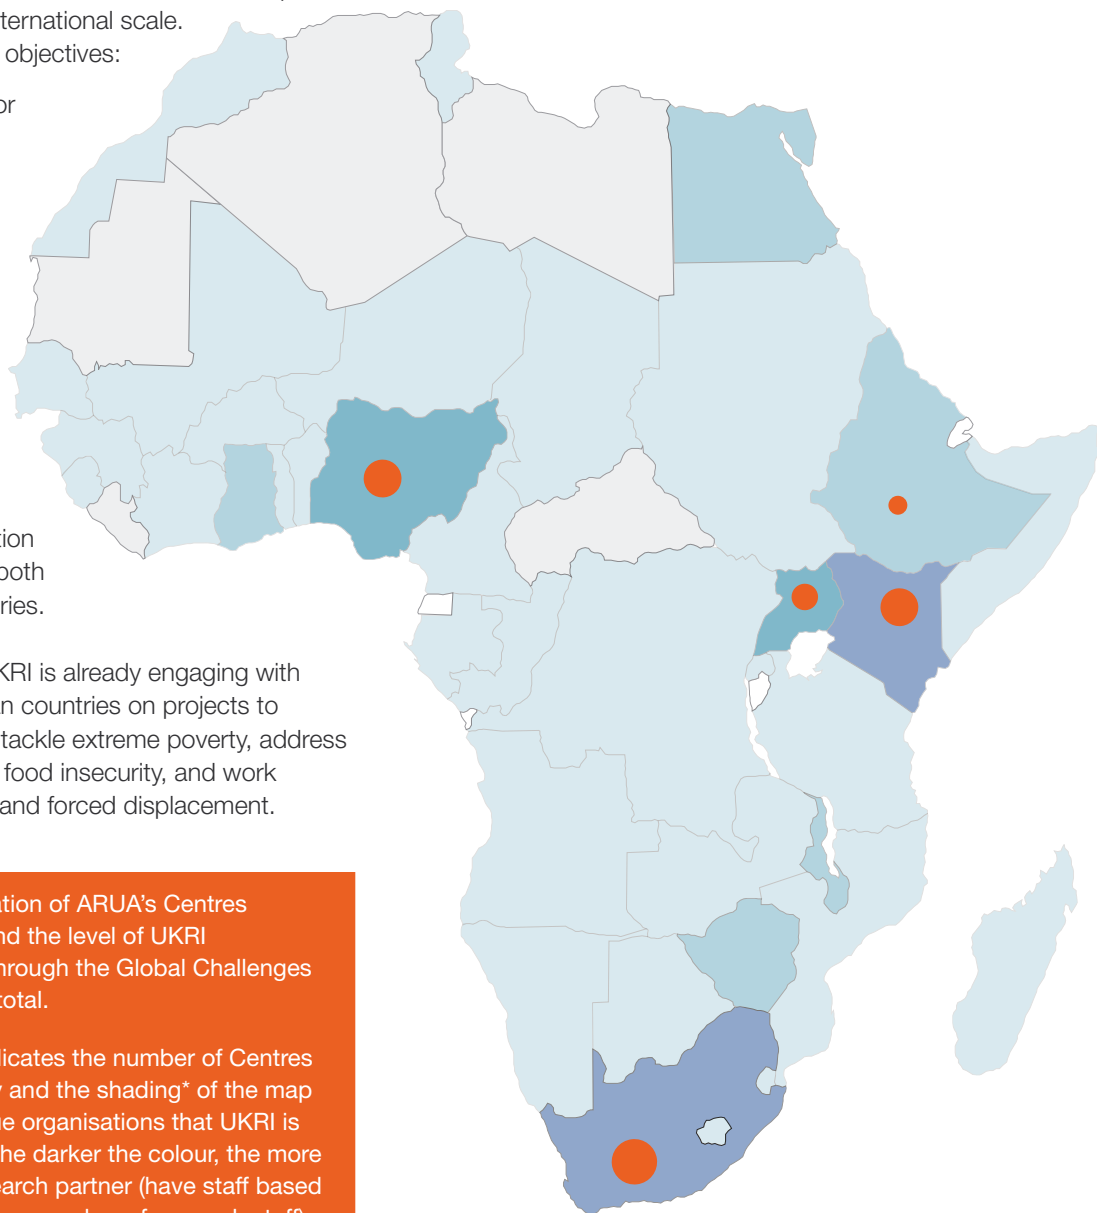 ternational scale.
objectives:
or
tion
both
ries.
KRI is already engaging with
an countries on projects to
tackle extreme poverty, address
food insecurity, and work
and forced displacement.
ation of ARUA's Centres
nd the level of UKRI
hrough the Global Challenges
total.
dicates the number of Centres
y and the shading* of the map
ue organisations that UKRI is
he darker the colour, the more
earch partner (have staff based